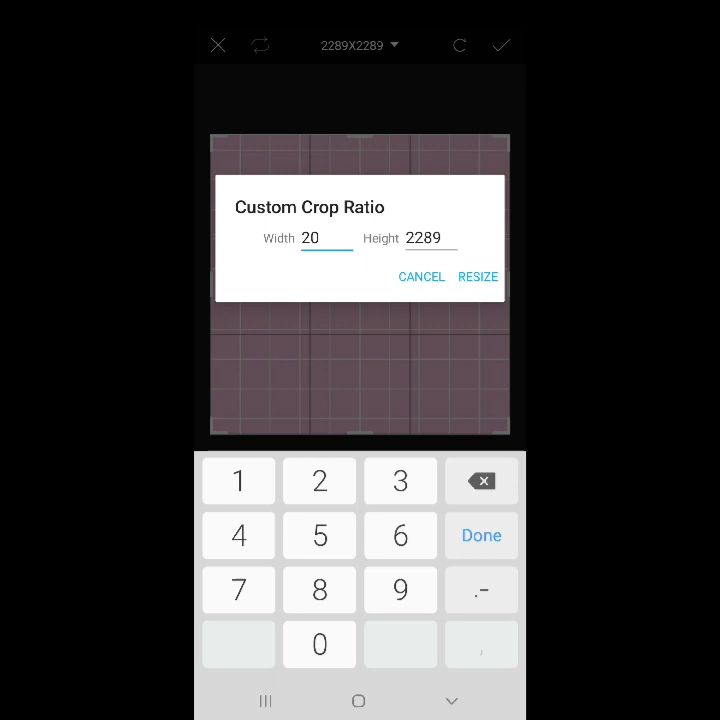 2289X2289
Custom Crop Ratio
Width 20 Height 2289
CANCEL RESIZE
1 2 3
4 5 6 Done
7 8 9 .-
0 ,